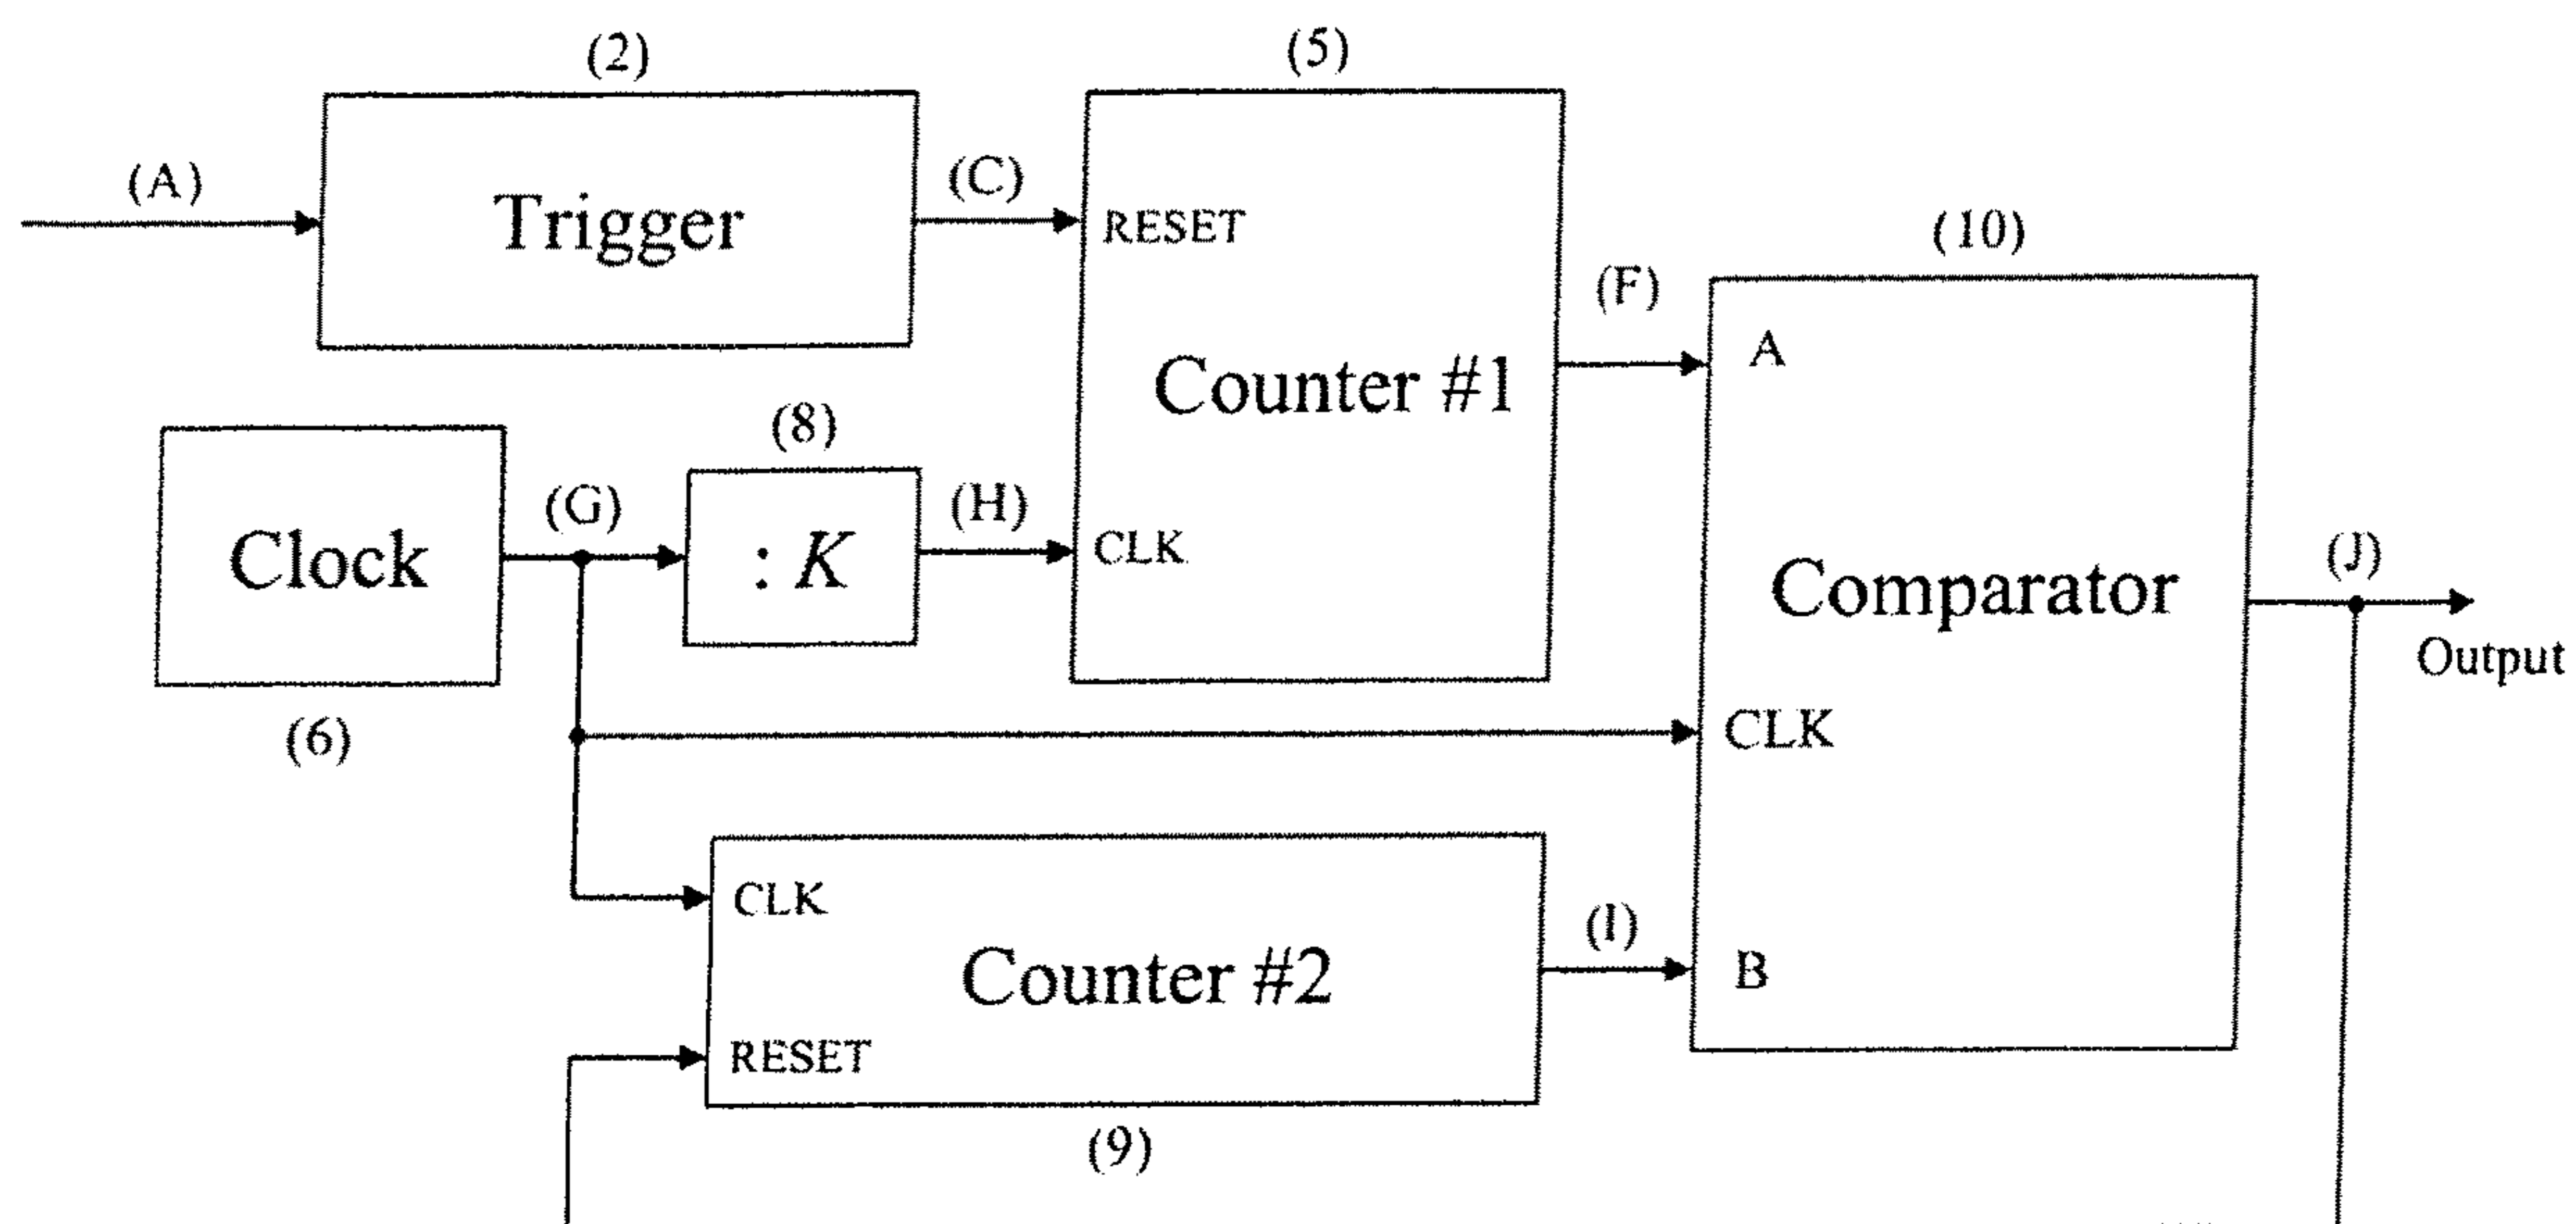 (2)
(5)
(A)
Trigger
(C)
RESET
(10)
(F)
A
Counter #1
(8)
Clock
(G)
: K
(H)
CLK
Comparator
(J)
Output
(6)
CLK
CLK
Counter #2
(I)
B
RESET
(9)